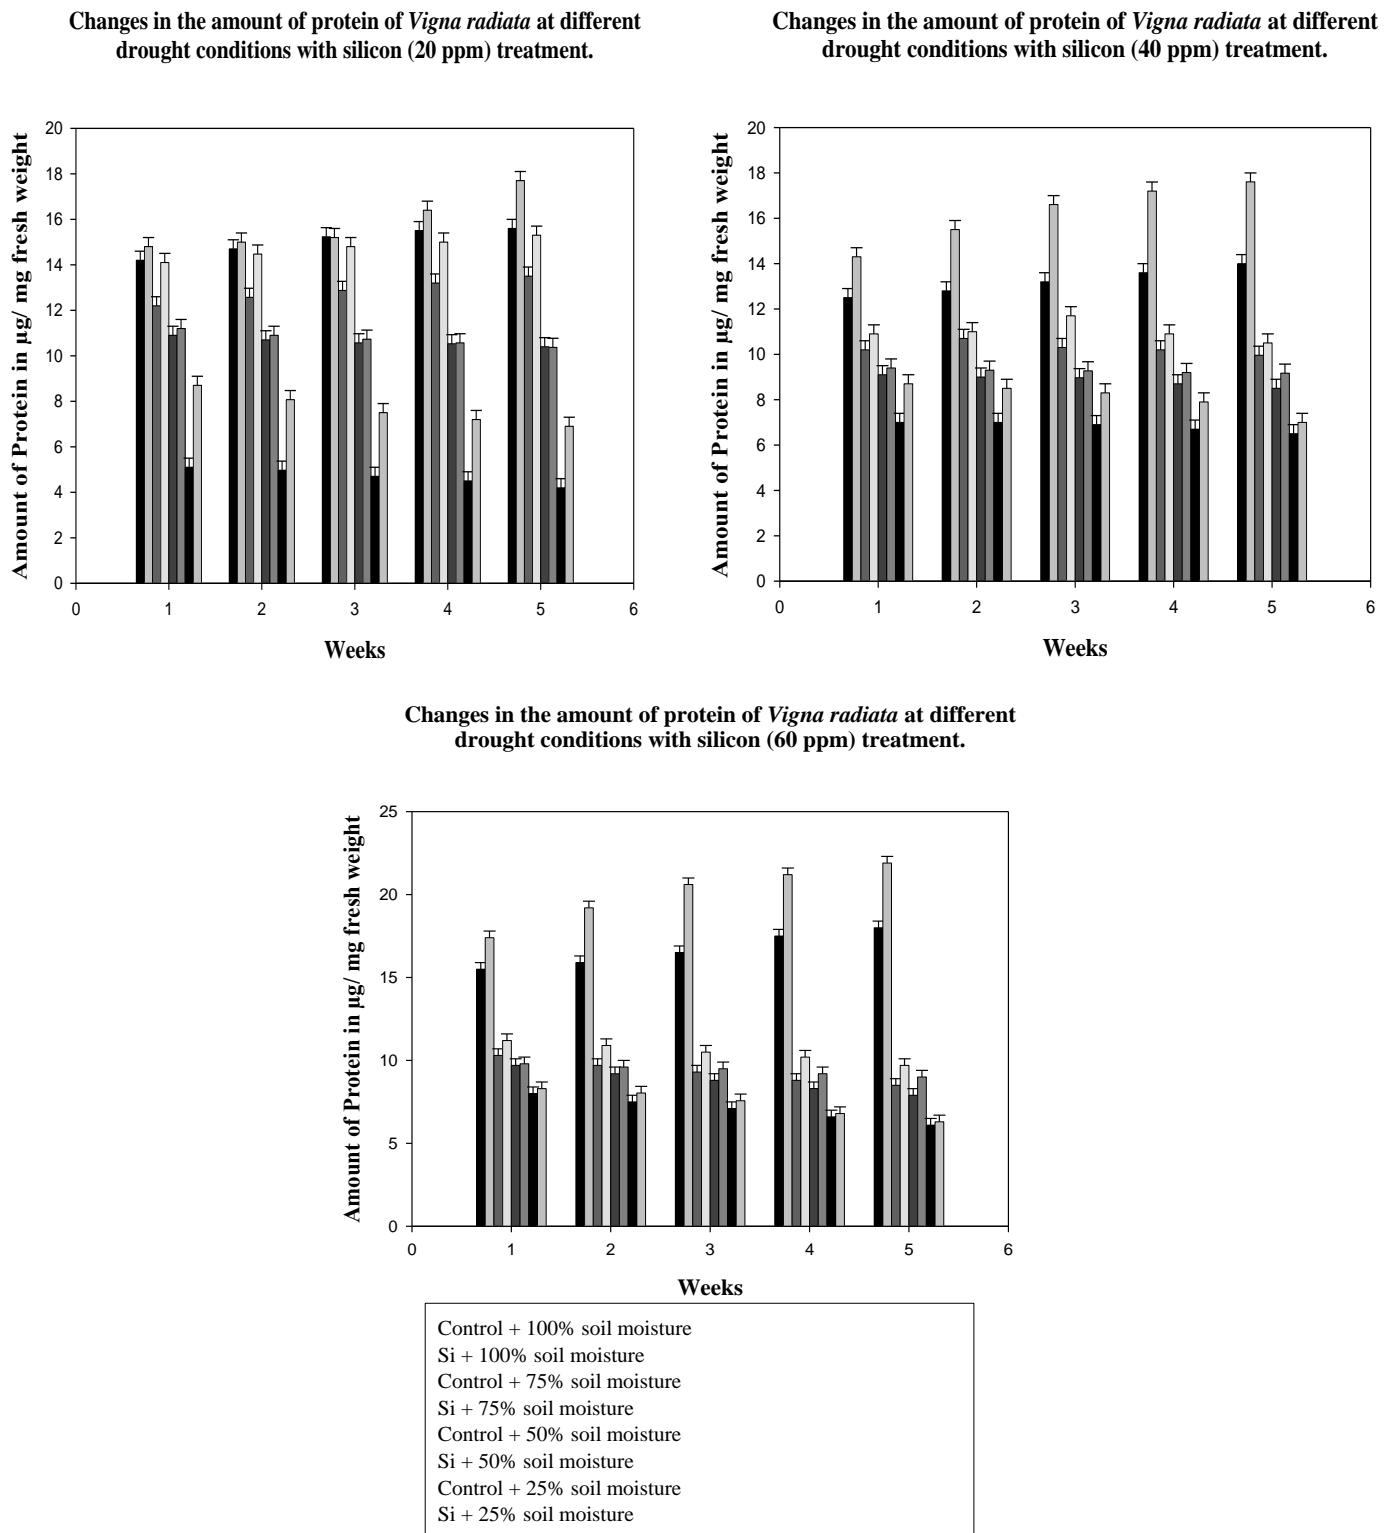 Changes in the amount of protein of Vigna radiata at different
drought conditions with silicon (20 ppm) treatment.
Amount of Protein in µg/ mg fresh weight
20
18
16
14
12
10
8
6
4
2
0
0 1 2 3 4 5 6
Weeks
Changes in the amount of protein of Vigna radiata at different
drought conditions with silicon (40 ppm) treatment.
Amount of Protein in µg/ mg fresh weight
20
18
16
14
12
10
8
6
4
2
0
0 1 2 3 4 5 6
Weeks
Changes in the amount of protein of Vigna radiata at different
drought conditions with silicon (60 ppm) treatment.
Amount of Protein in µg/ mg fresh weight
25
20
15
10
5
0
0 1 2 3 4 5 6
Weeks
Control + 100% soil moisture
Si + 100% soil moisture
Control + 75% soil moisture
Si + 75% soil moisture
Control + 50% soil moisture
Si + 50% soil moisture
Control + 25% soil moisture
Si + 25% soil moisture